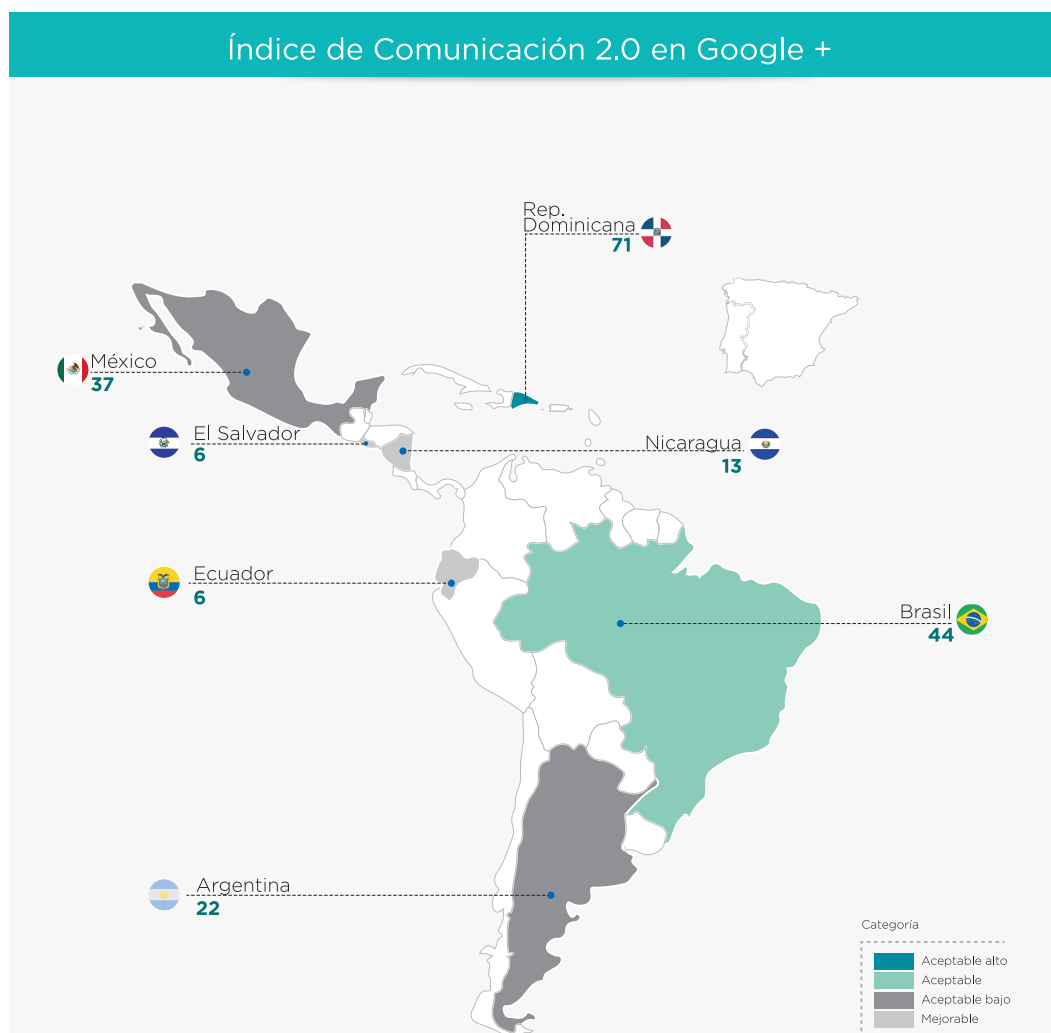 Índice de Comunicación 2.0 en Google +
Rep.
Dominicana
71
México
37
El Salvador
6
Nicaragua
13
Ecuador
6
Brasil
44
Argentina
22
Categoría
Aceptable alto
Aceptable
Aceptable bajo
Mejorable